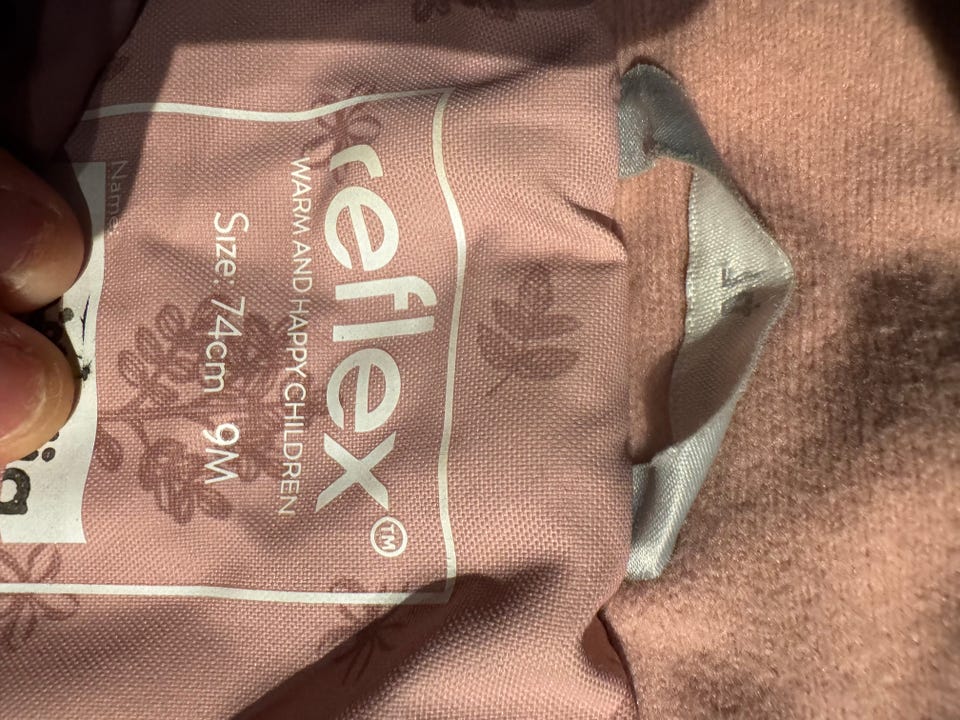 reflex™
WARM AND HAPPY CHILDREN
Size: 74cm 9M
Name